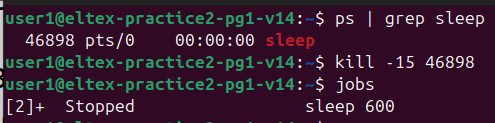 user1@eltex-practice2-pg1-v14:~$ ps | grep sleep
  46898 pts/0    00:00:00 sleep
user1@eltex-practice2-pg1-v14:~$ kill -15 46898
user1@eltex-practice2-pg1-v14:~$ jobs
[2]+  Stopped                 sleep 600